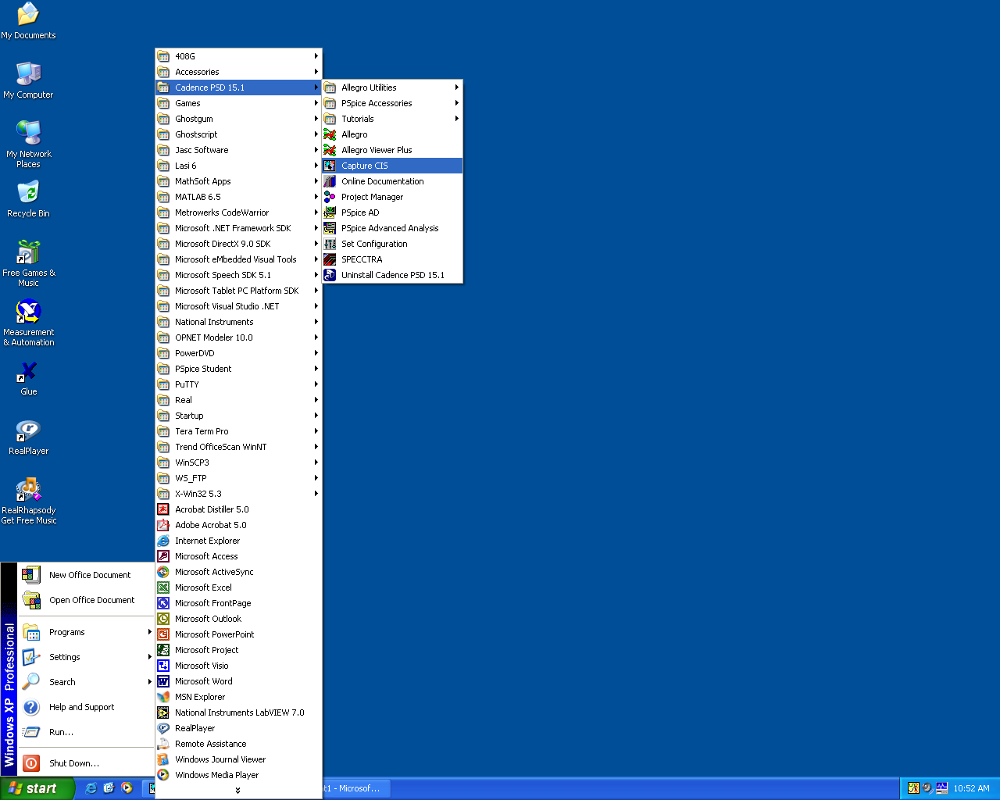 My Documents
My Computer
My Network
Places
Recycle Bin
Free Games &
Music
Measurement
& Automation
Glue
RealPlayer
RealRhapsody
Get Free Music
408G
Accessories
Cadence PSD 15.1
Games
Ghostgum
Ghostscript
Jasc Software
Lasi 6
MathSoft Apps
MATLAB 6.5
Metrowerks CodeWarrior
Microsoft .NET Framework SDK
Microsoft DirectX 9.0 SDK
Microsoft eMbedded Visual Tools
Microsoft Speech SDK 5.1
Microsoft Tablet PC Platform SDK
Microsoft Visual Studio .NET
National Instruments
OPNET Modeler 10.0
PowerDVD
PSpice Student
PuTTY
Real
Startup
Tera Term Pro
Trend OfficeScan WinNT
WinSCP3
WS_FTP
X-Win32 5.3
Acrobat Distiller 5.0
Adobe Acrobat 5.0
Internet Explorer
Microsoft Access
Microsoft ActiveSync
Microsoft Excel
Microsoft FrontPage
Microsoft Outlook
Microsoft PowerPoint
Microsoft Project
Microsoft Visio
Microsoft Word
MSN Explorer
National Instruments LabVIEW 7.0
RealPlayer
Remote Assistance
Windows Journal Viewer
Windows Media Player
Allegro Utilities
PSpice Accessories
Tutorials
Allegro
Allegro Viewer Plus
Capture CIS
Online Documentation
Project Manager
PSpice AD
PSpice Advanced Analysis
Set Configuration
SPECCTRA
Uninstall Cadence PSD 15.1
New Office Document
Open Office Document
Programs
Settings
Search
Help and Support
Run...
Shut Down...
Windows XP Professional
start
t1 - Microsof...
10:52 AM